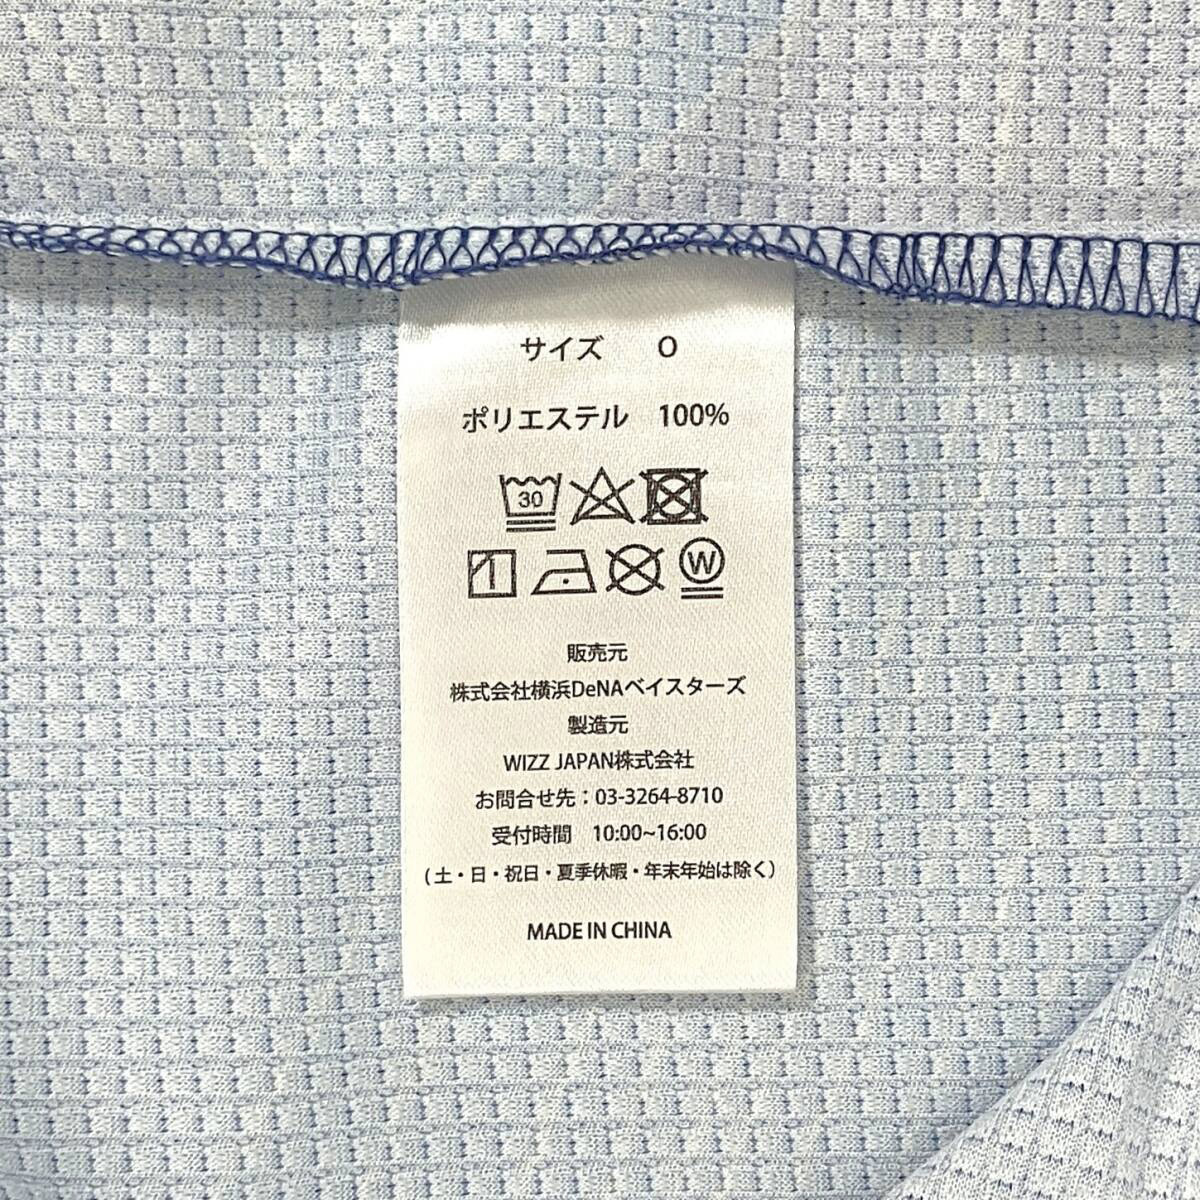 サイズ O
ポリエステル 100%
30
W
販売元
株式会社横浜DeNAベイスターズ
製造元
WIZZ JAPAN株式会社
お問合せ先：03-3264-8710
受付時間 10:00~16:00
(土・日・祝日・夏季休暇・年末年始は除く)
MADE IN CHINA